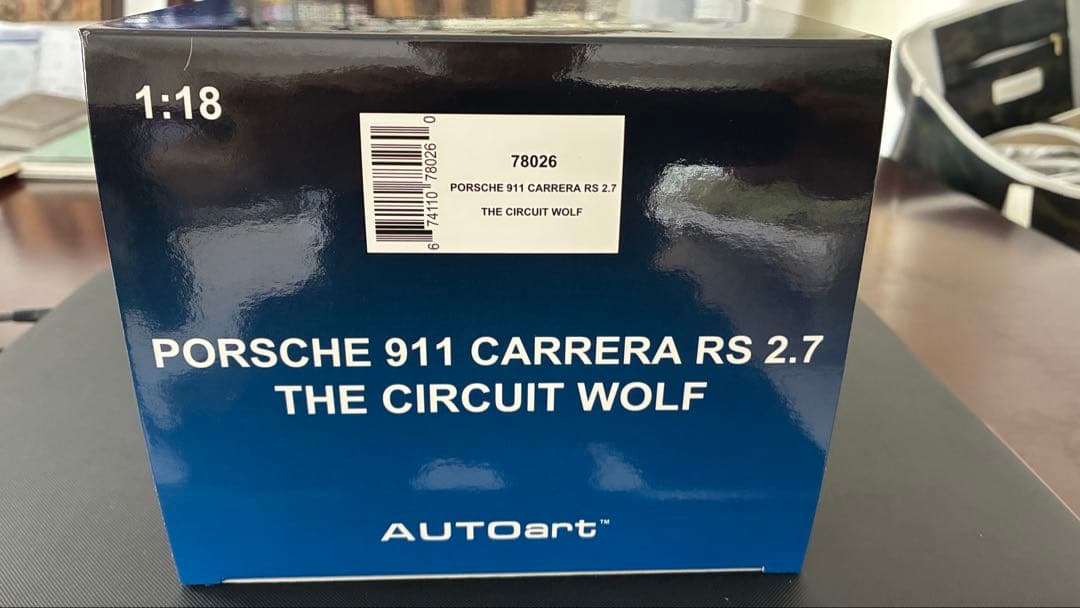 1:18
78026
PORSCHE 911 CARRERA RS 2.7
THE CIRCUIT WOLF
6 74110 78026 0
PORSCHE 911 CARRERA RS 2.7
THE CIRCUIT WOLF
AUTOart™